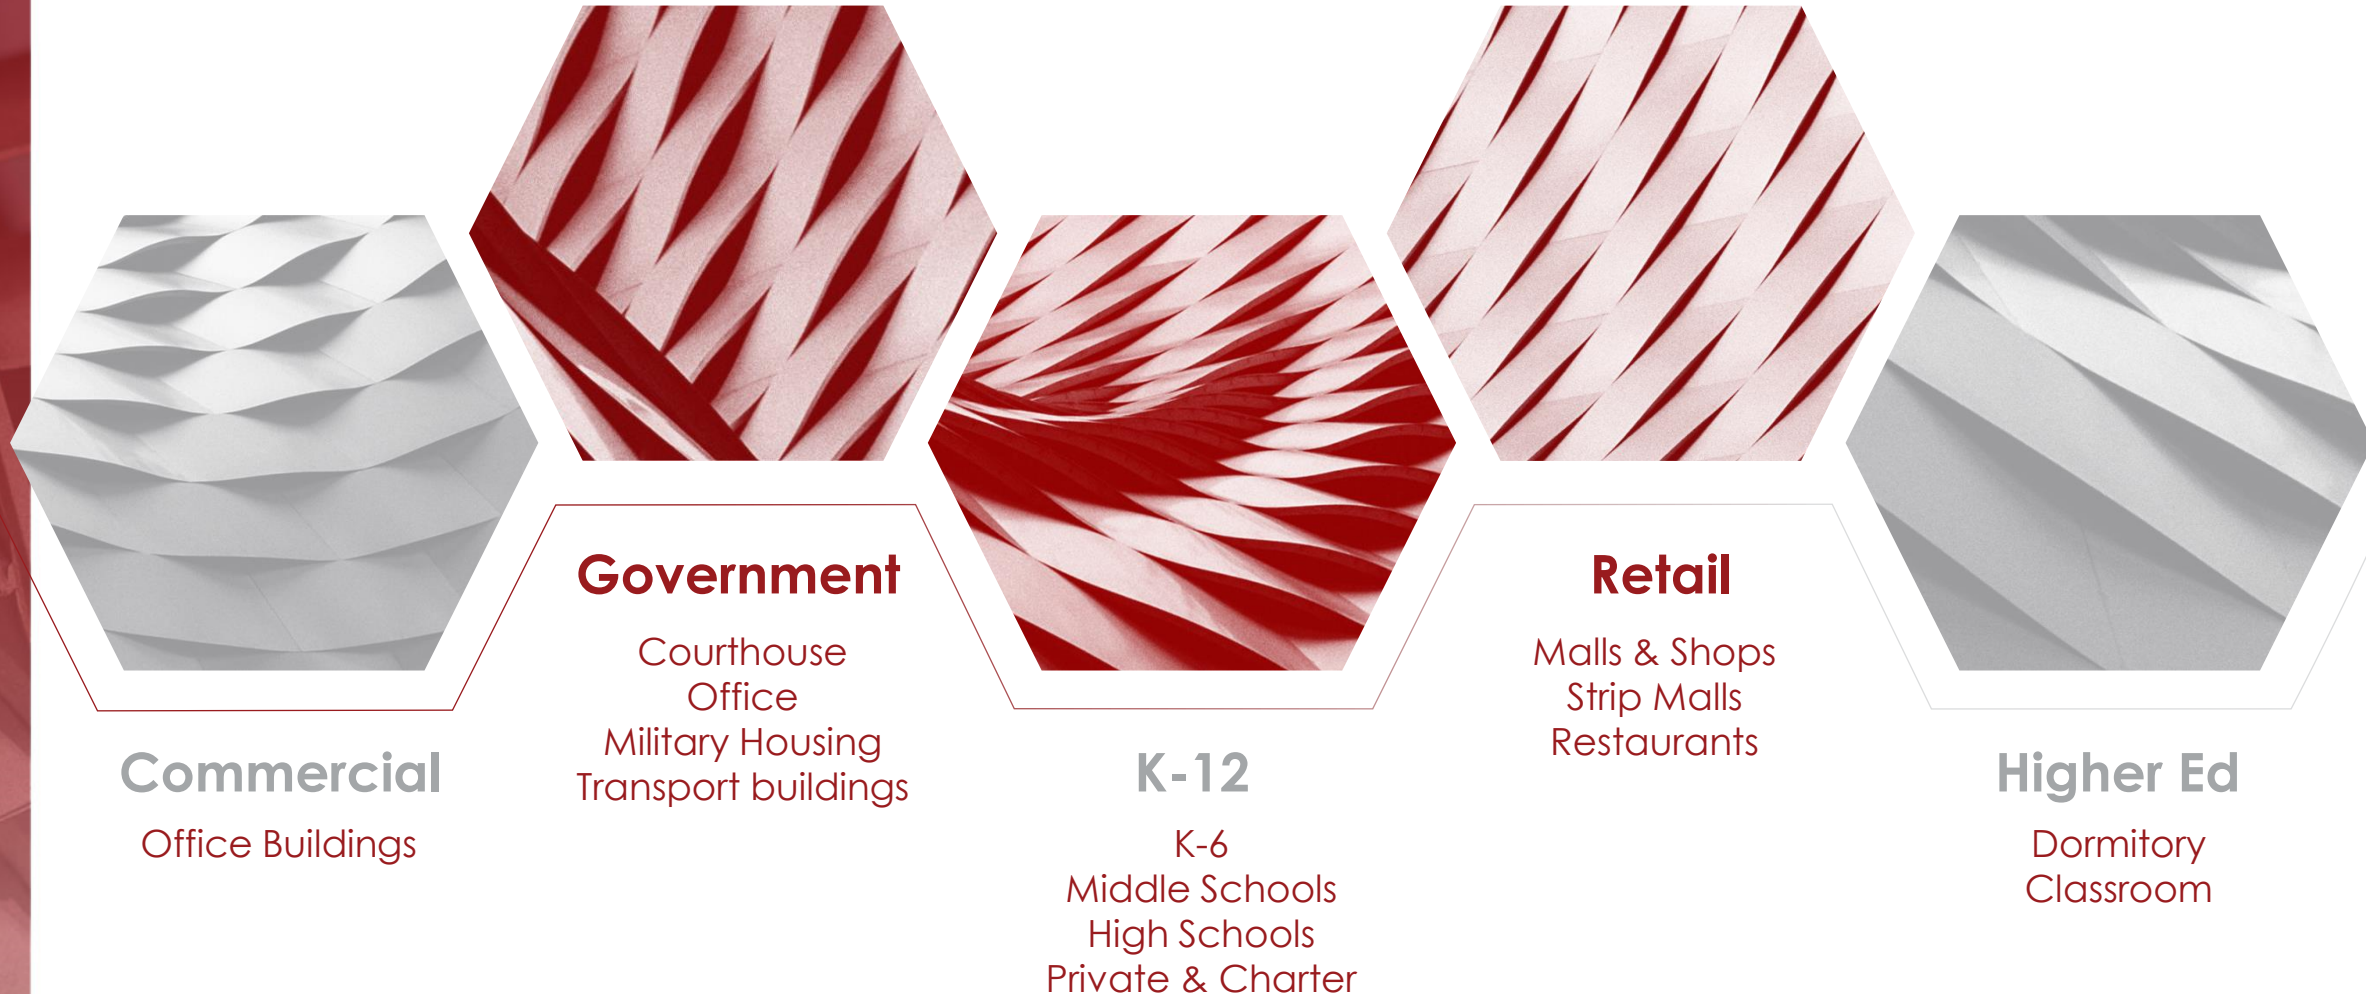 Commercial
Office Buildings
Government
Courthouse
Office
Military Housing
Transport buildings
K-12
K-6
Middle Schools
High Schools
Private & Charter
Retail
Malls & Shops
Strip Malls
Restaurants
Higher Ed
Dormitory
Classroom